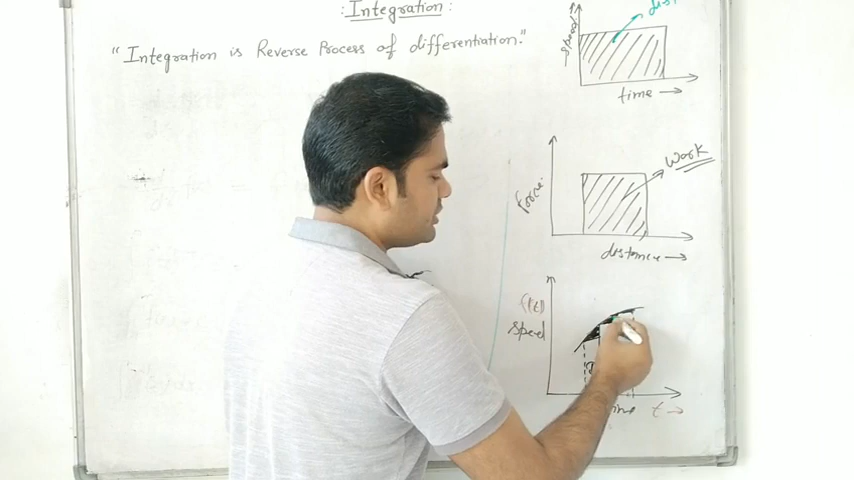 : Integration :
"Integration is Reverse Process of differentiation."
speed
time
Force
Work
distance
f(t)
speed
t